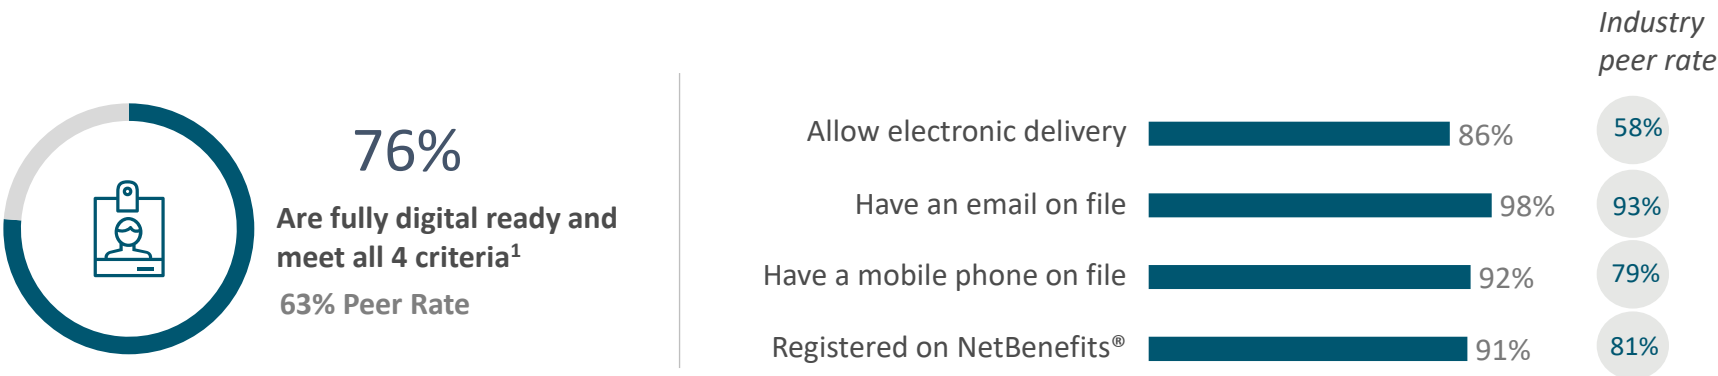 76%
Are fully digital ready and
meet all 4 criteria¹
63% Peer Rate
Industry
peer rate
Allow electronic delivery 86% 58%
Have an email on file 98% 93%
Have a mobile phone on file 92% 79%
Registered on NetBenefits® 91% 81%